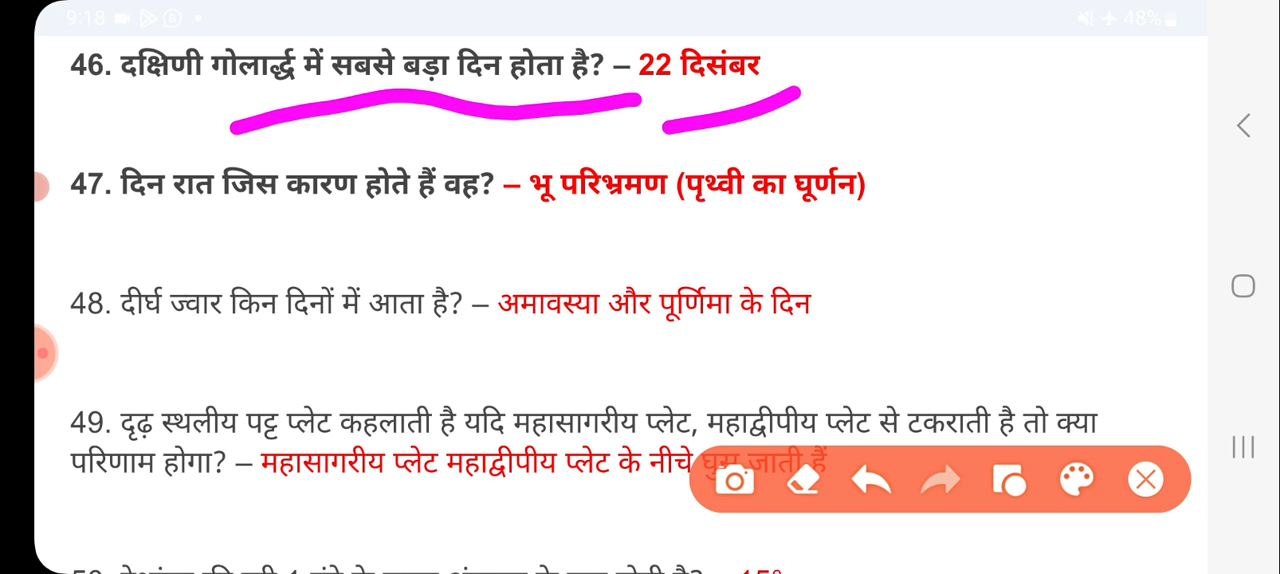 9:18
48%
46. दक्षिणी गोलार्द्ध में सबसे बड़ा दिन होता है? – 22 दिसंबर
47. दिन रात जिस कारण होते हैं वह? – भू परिभ्रमण (पृथ्वी का घूर्णन)
48. दीर्घ ज्वार किन दिनों में आता है? – अमावस्या और पूर्णिमा के दिन
49. दृढ़ स्थलीय पट्ट प्लेट कहलाती है यदि महासागरीय प्लेट, महाद्वीपीय प्लेट से टकराती है तो क्या
परिणाम होगा? – महासागरीय प्लेट महाद्वीपीय प्लेट के नीचे घुस जाती हैं